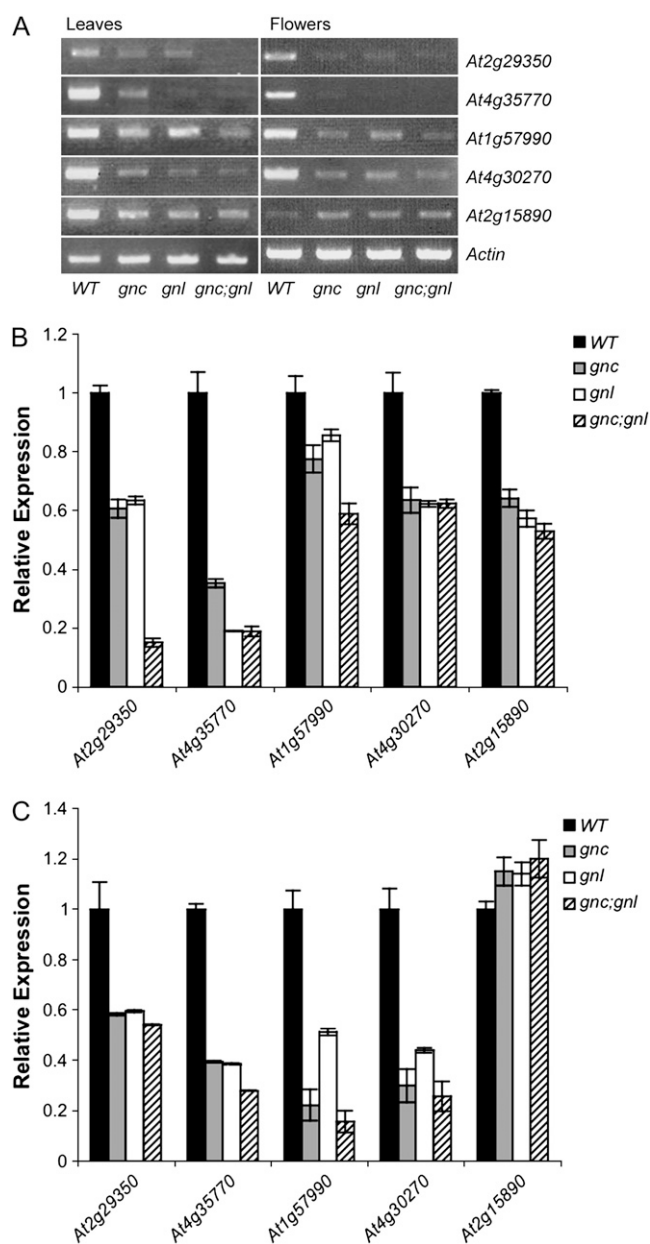 A
Leaves Flowers
At2g29350
At4g35770
At1g57990
At4g30270
At2g15890
Actin
WT gnc gnl gnc;gnl WT gnc gnl gnc;gnl
B
1.2
1
0.8
0.6
0.4
0.2
0
Relative Expression
WT
gnc
gnl
gnc;gnl
At2g29350 At4g35770 At1g57990 At4g30270 At2g15890
C
1.4
1.2
1
0.8
0.6
0.4
0.2
0
Relative Expression
WT
gnc
gnl
gnc;gnl
At2g29350 At4g35770 At1g57990 At4g30270 At2g15890